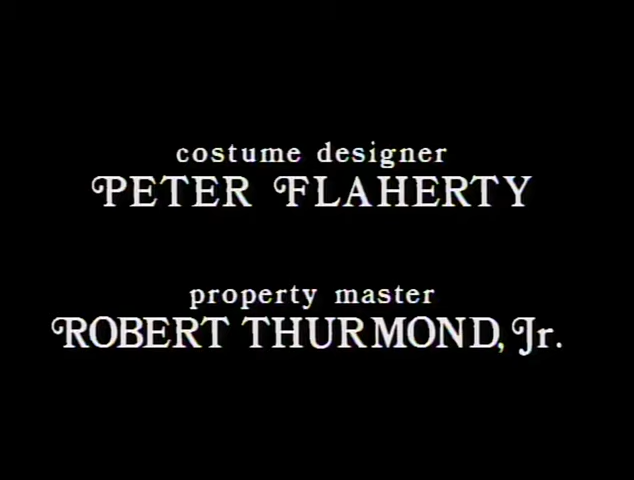 costume designer
PETER FLAHERTY
property master
ROBERT THURMOND, Jr.